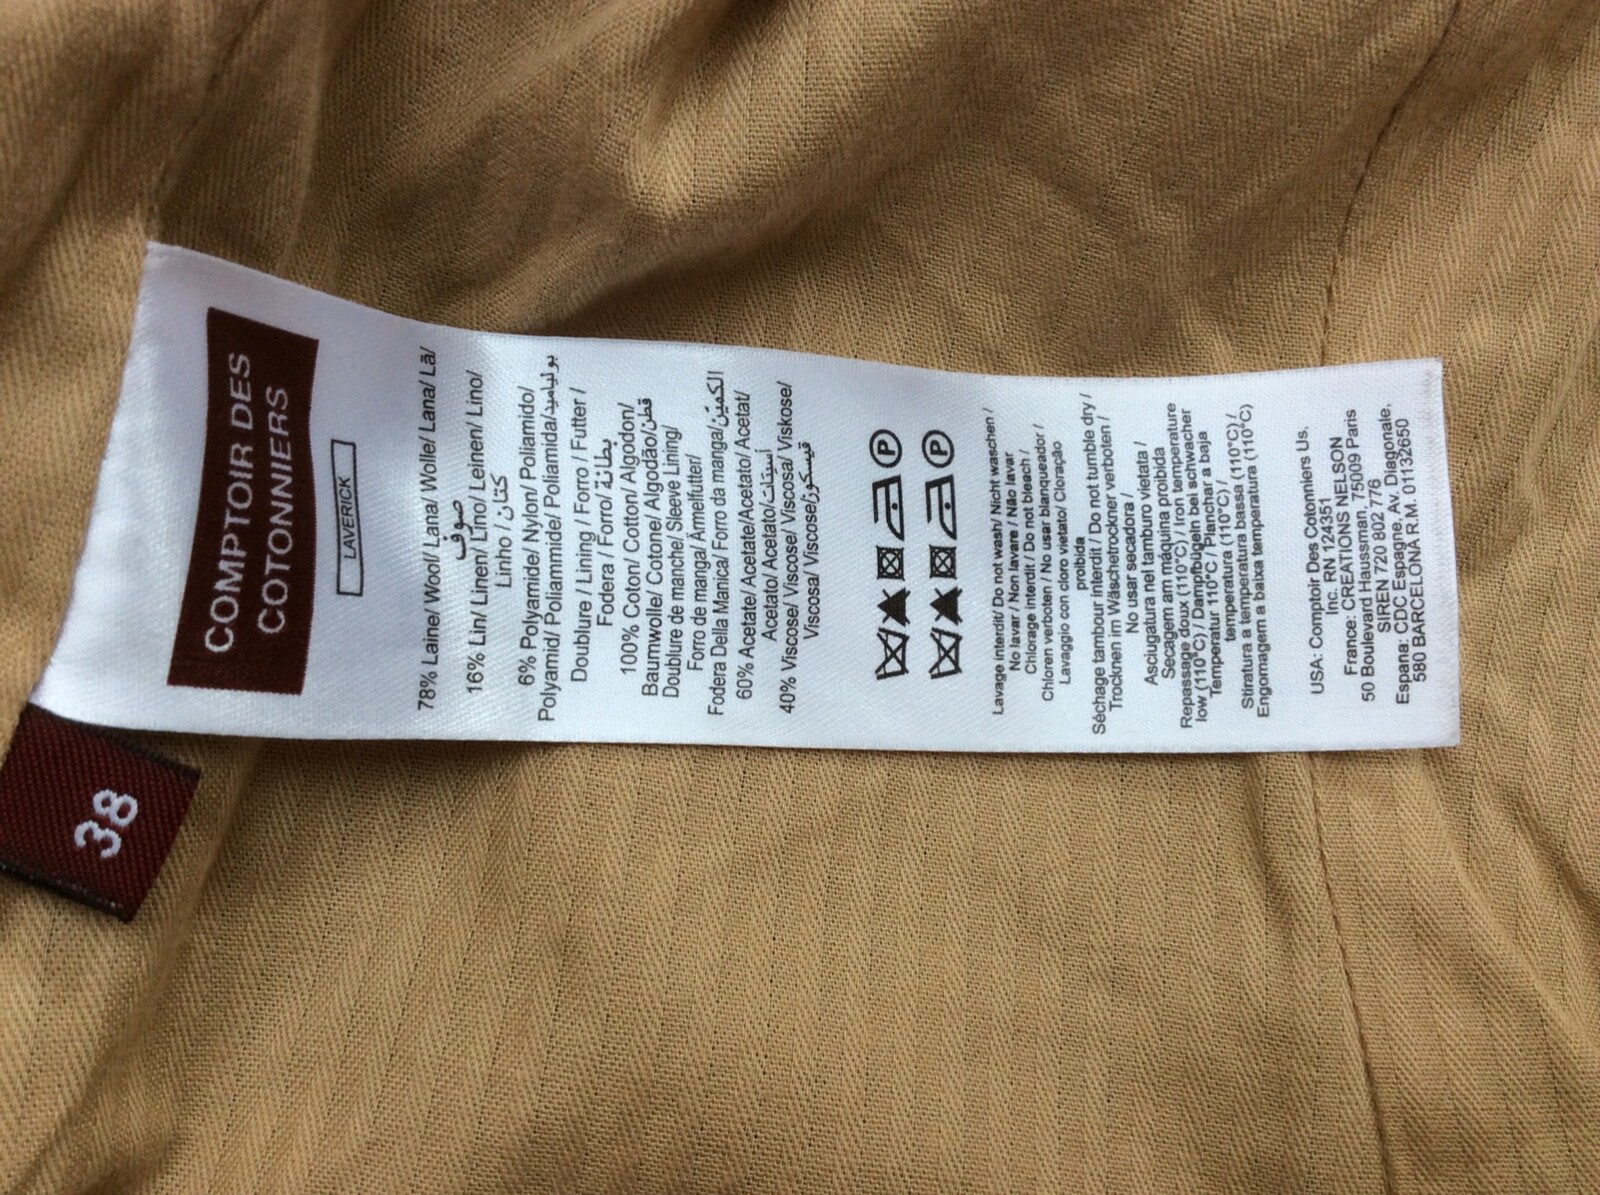 COMPTOIR DES
COTONNIERS
LAVERICK
78% Laine/ Wool/ Lana/ Wolle/ Lana/ Lã/
صوف
16% Lin/ Linen/ Lino/ Leinen/ Lino/
Linho / كتان
6% Polyamide/ Nylon/ Poliamido/
Polyamid/ Poliammide/ Poliamida/بولياميد
Doublure / Lining / Forro / Futter /
Fodera / Forro/ بطانة
100% Coton/ Cotton/ Algodon/
Baumwolle/ Cotone/ Algodão/قطن
Doublure de manche/ Sleeve Lining/
Forro de manga/ Ärmelfutter/
Fodera Della Manica/ Forro da manga/الكمين
60% Acetate/ Acetate/Acetato/ Acetat/
Acetato/ Acetato/أسيتات
40% Viscose/ Viscose/ Viscosa/ Viskose/
Viscosa/ Viscose/فيسكوز
P
P
Lavage interdit/ Do not wash/ Nicht waschen /
No lavar / Non lavare / Não lavar
Chlorage interdit / Do not bleach /
Chloren verboten / No usar blanqueador /
Lavaggio con cloro vietato/ Cloração
proibida
Séchage tambour interdit / Do not tumble dry /
Trocknen im Wäschetrockner verboten /
No usar secadora /
Asciugatura nel tamburo vietata /
Secagem am máquina proibida
Repassage doux (110°C) / Iron temperature
low (110°C) / Dampfbügeln bei schwacher
Temperatur 110°C / Planchar a baja
temperatura (110°C) /
Stiratura a temperatura bassa (110°C) /
Engomagem a baixa temperatura (110°C)
USA: Comptoir Des Cotonniers Us,
Inc. RN 124351
France: CREATIONS NELSON
50 Boulevard Haussman, 75009 Paris
SIREN 720 802 776
Espana: CDC Espagne, Av. Diagonale,
580 BARCELONA R.M. 01132650
38